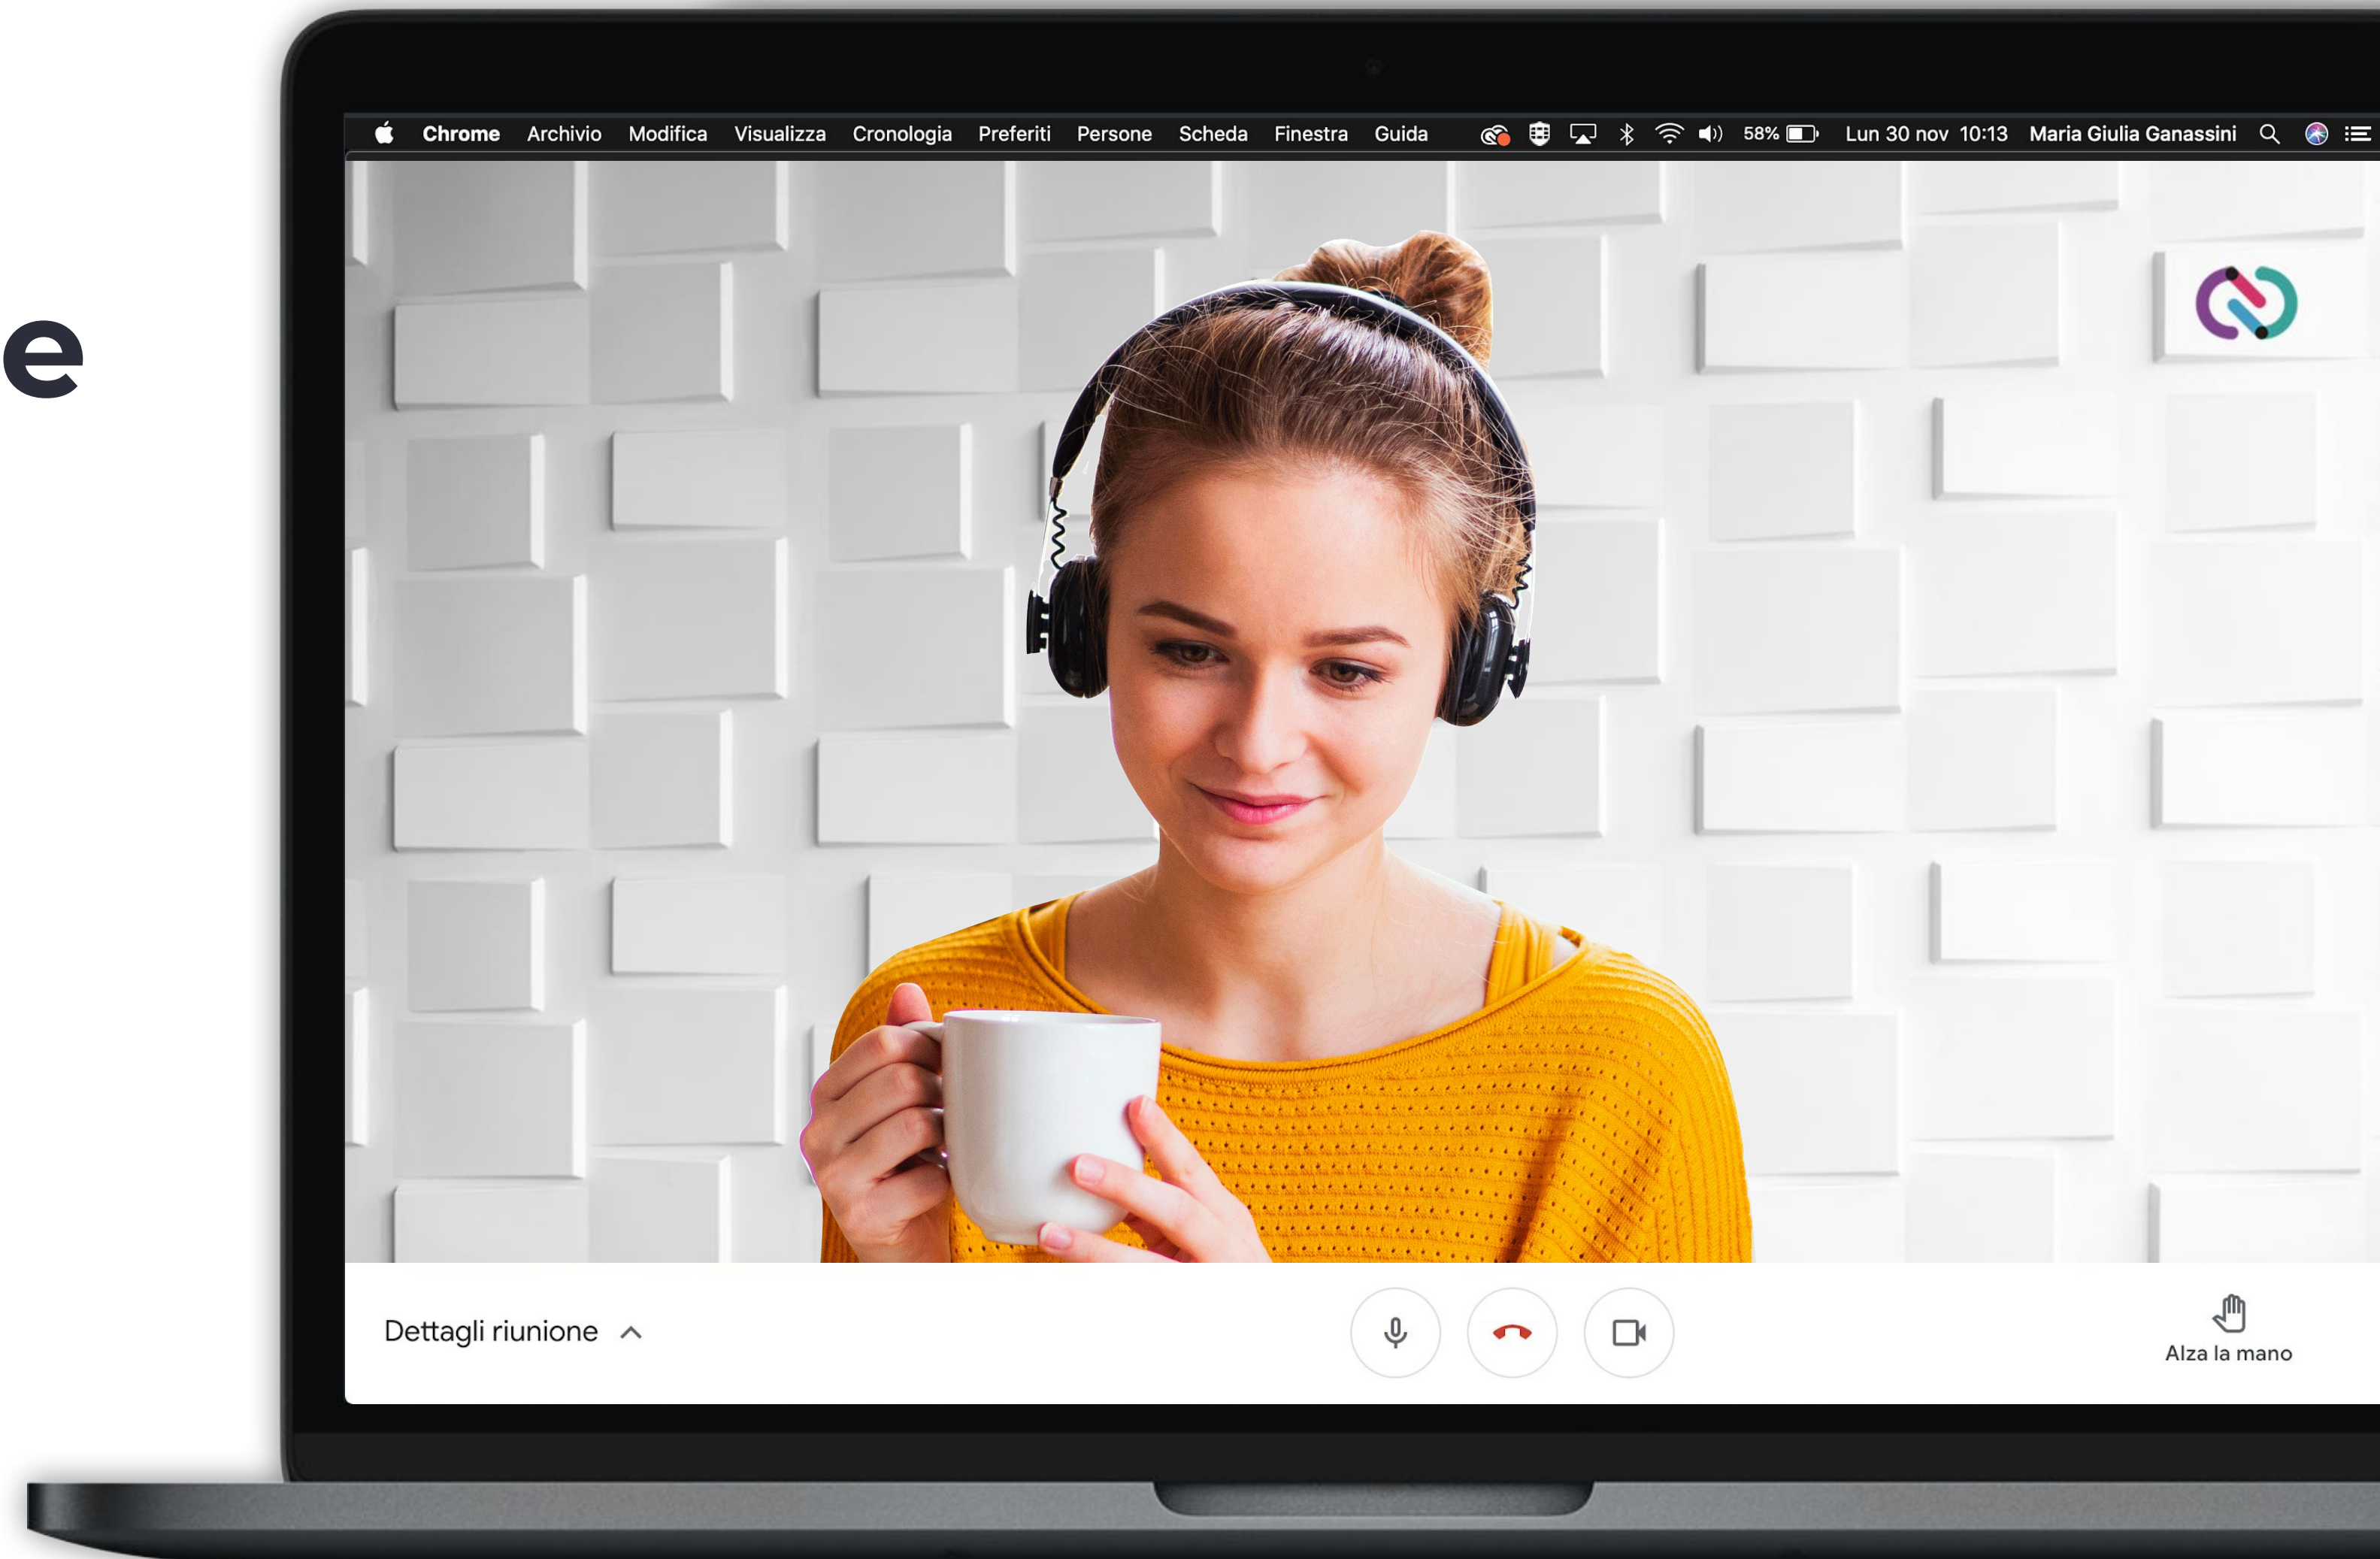 Chrome Archivio Modifica Visualizza Cronologia Preferiti Persone Scheda Finestra Guida 58% Lun 30 nov 10:13 Maria Giulia Ganassini
e
Dettagli riunione
Alza la mano